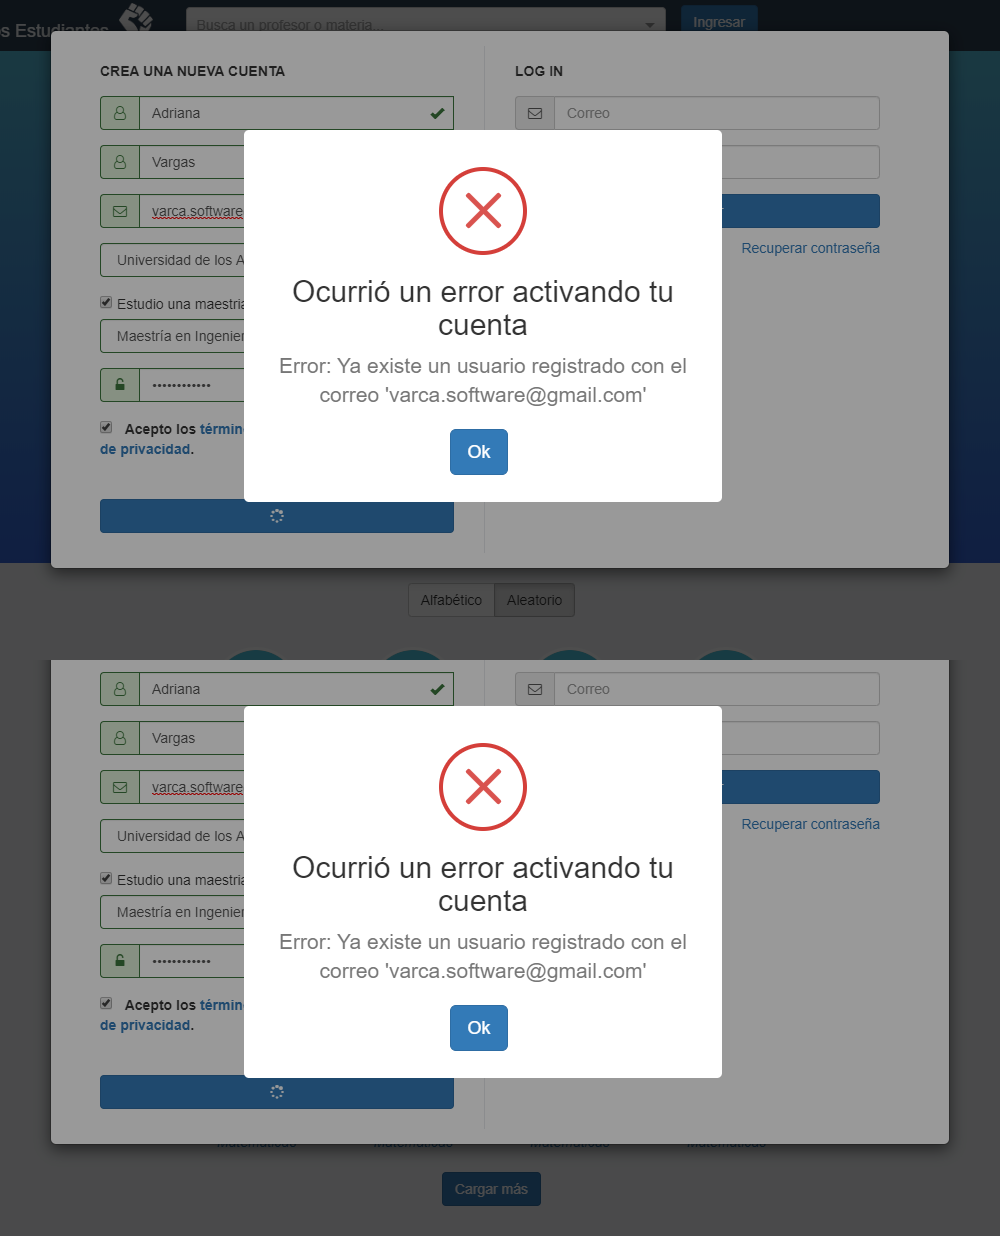 s Estudiantes
Busca un profesor o materia...
Ingresar
CREA UNA NUEVA CUENTA
LOG IN
Adriana
Correo
Vargas
varca.software
Universidad de los A
Recuperar contraseña
Estudio una maestría
Maestría en Ingenier
Acepto los términ
de privacidad.
Ocurrió un error activando tu
cuenta
Error: Ya existe un usuario registrado con el
correo 'varca.software@gmail.com'
Ok
Alfabético
Aleatorio
Adriana
Correo
Vargas
varca.software
Universidad de los A
Recuperar contraseña
Estudio una maestría
Maestría en Ingenier
Acepto los términ
de privacidad.
Ocurrió un error activando tu
cuenta
Error: Ya existe un usuario registrado con el
correo 'varca.software@gmail.com'
Ok
Cargar más